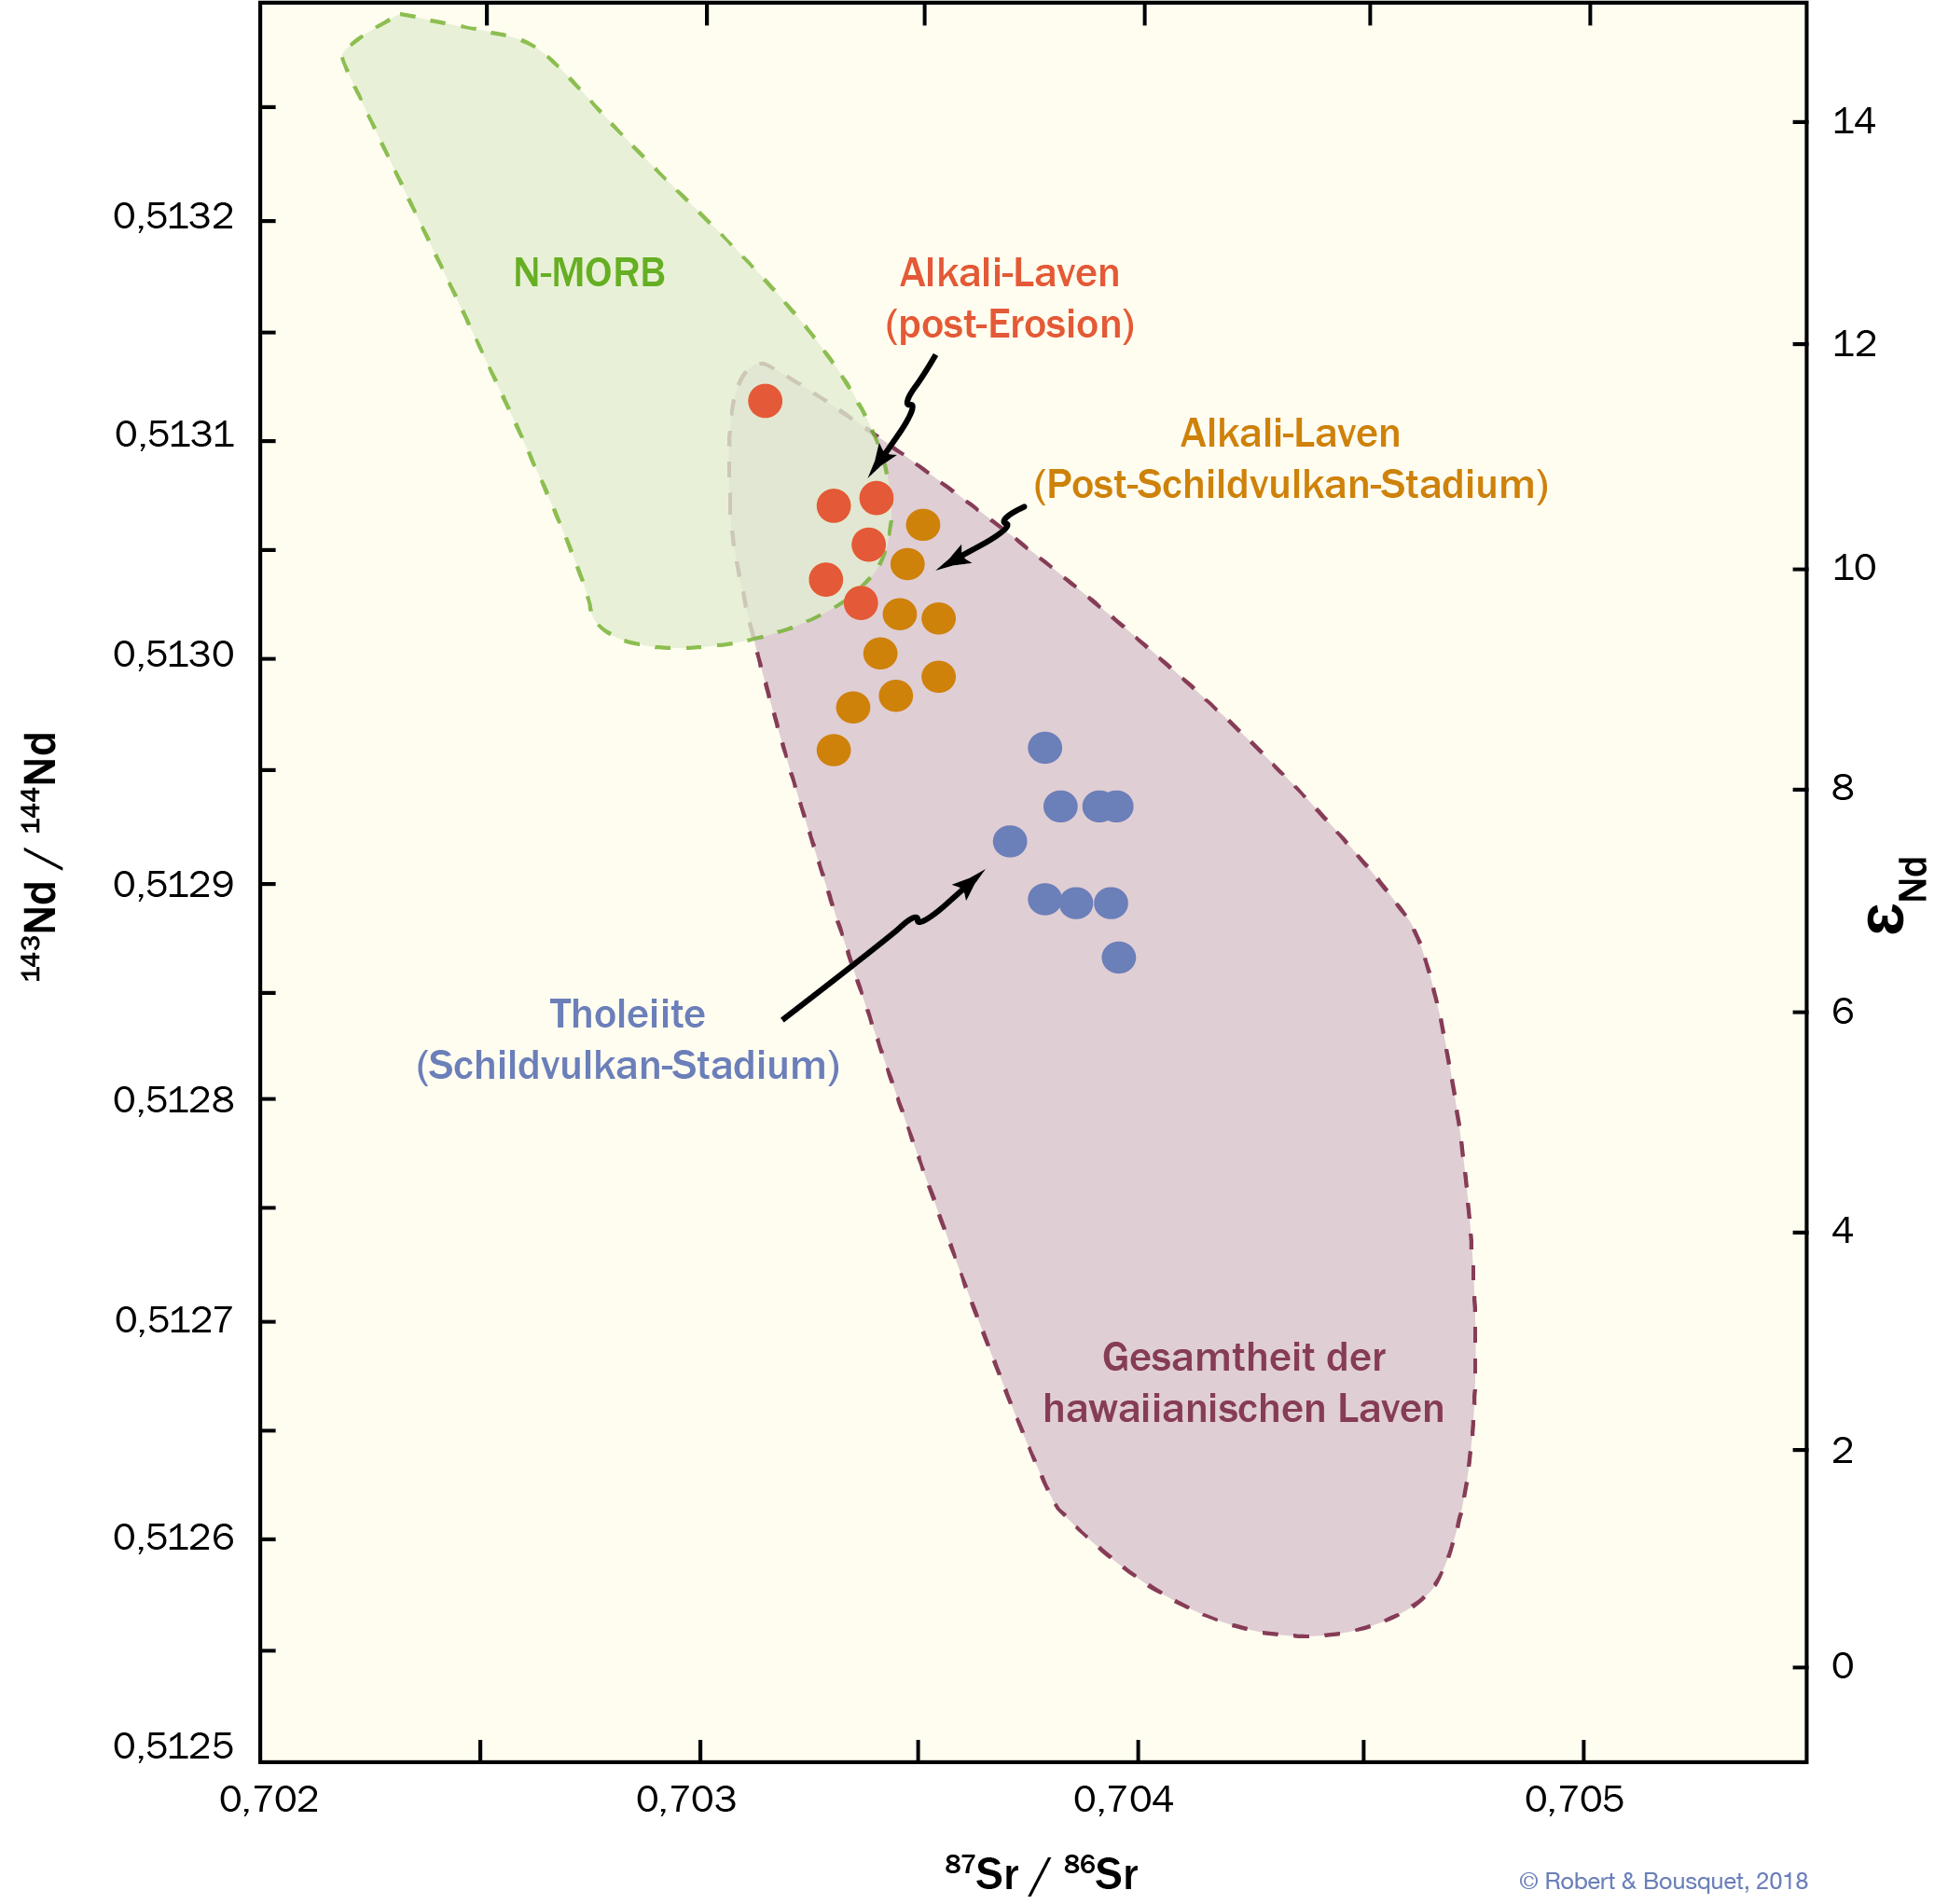 N-MORB
Alkali-Laven
(post-Erosion)
Alkali-Laven
(Post-Schildvulkan-Stadium)
Tholeiite
(Schildvulkan-Stadium)
Gesamtheit der
hawaiianischen Laven
0,5132
0,5131
0,5130
0,5129
0,5128
0,5127
0,5126
0,5125
¹⁴³Nd / ¹⁴⁴Nd
14
12
10
8
6
4
2
0
εNd
0,702
0,703
0,704
0,705
⁸⁷Sr / ⁸⁶Sr
© Robert & Bousquet, 2018